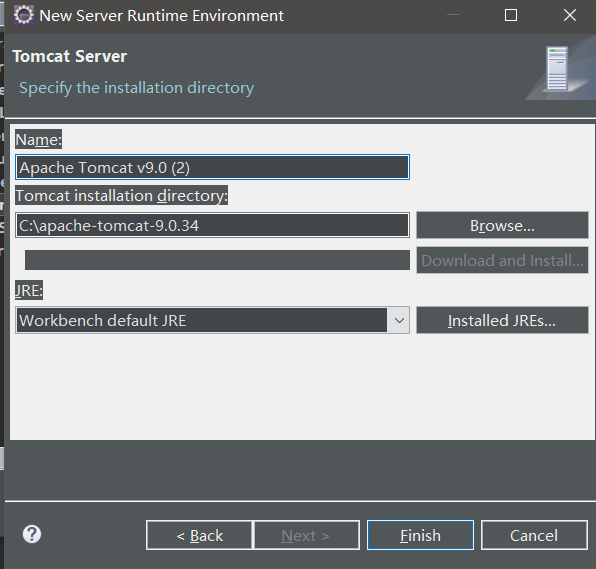 New Server Runtime Environment
Tomcat Server
Specify the installation directory
Name:
Apache Tomcat v9.0 (2)
Tomcat installation directory:
C:\apache-tomcat-9.0.34
Browse...
Download and Install...
JRE:
Workbench default JRE
Installed JREs...
?
< Back
Next >
Finish
Cancel